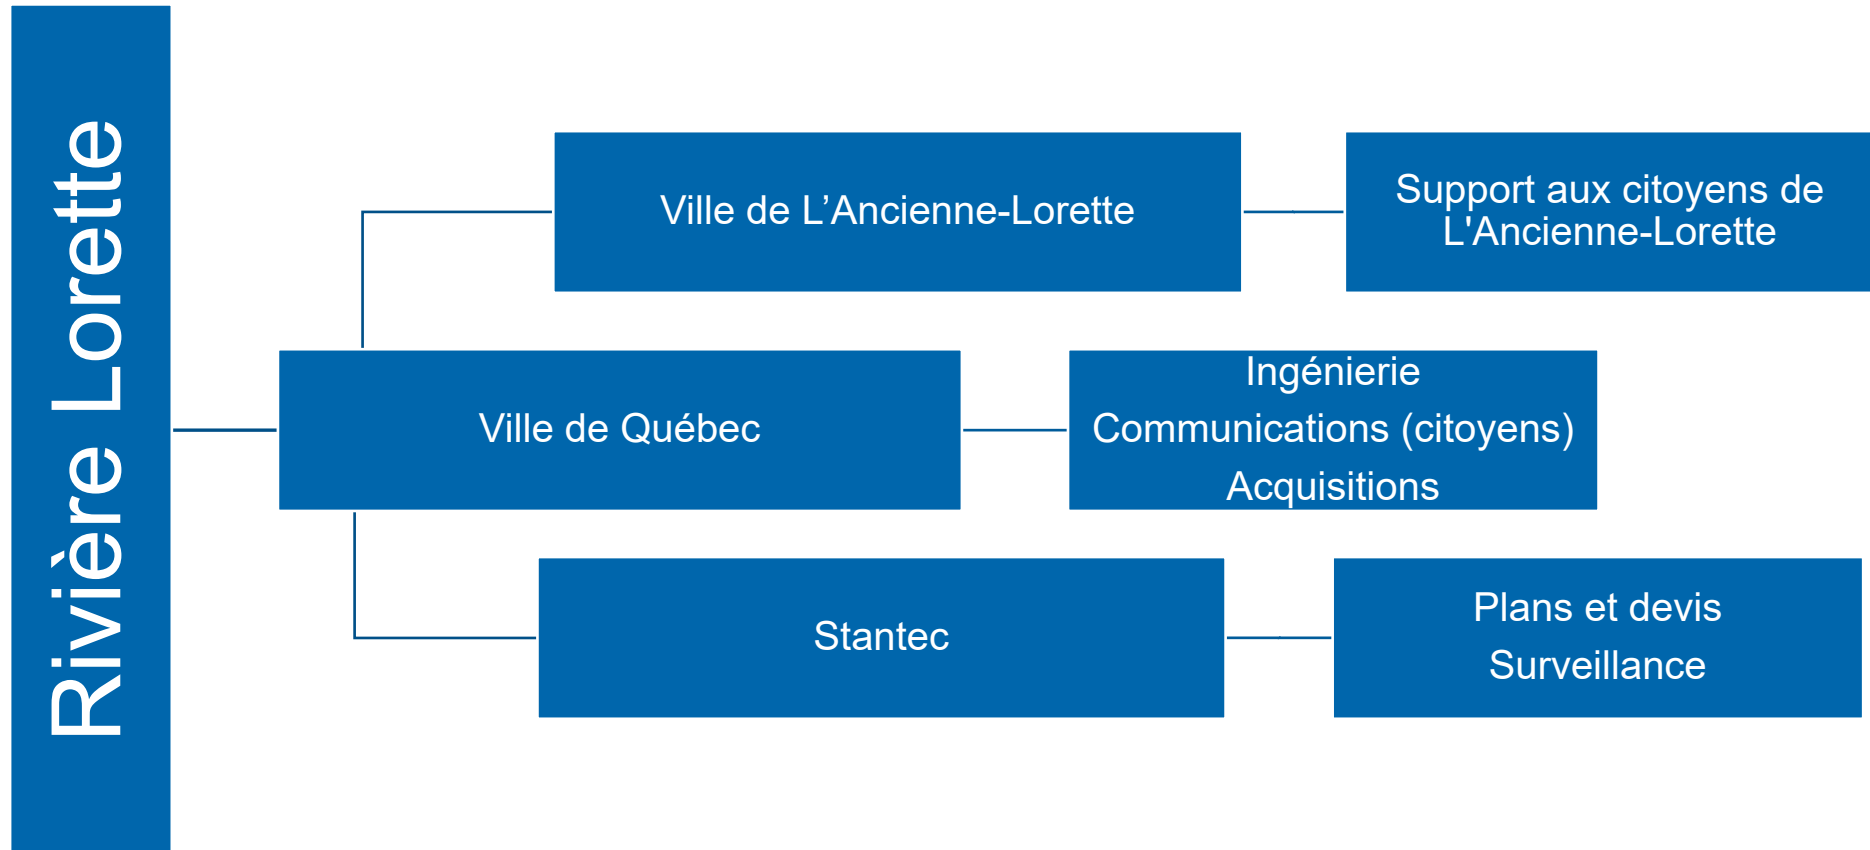 Rivière Lorette
Ville de L’Ancienne-Lorette
Support aux citoyens de
L'Ancienne-Lorette
Ville de Québec
Ingénierie
Communications (citoyens)
Acquisitions
Stantec
Plans et devis
Surveillance